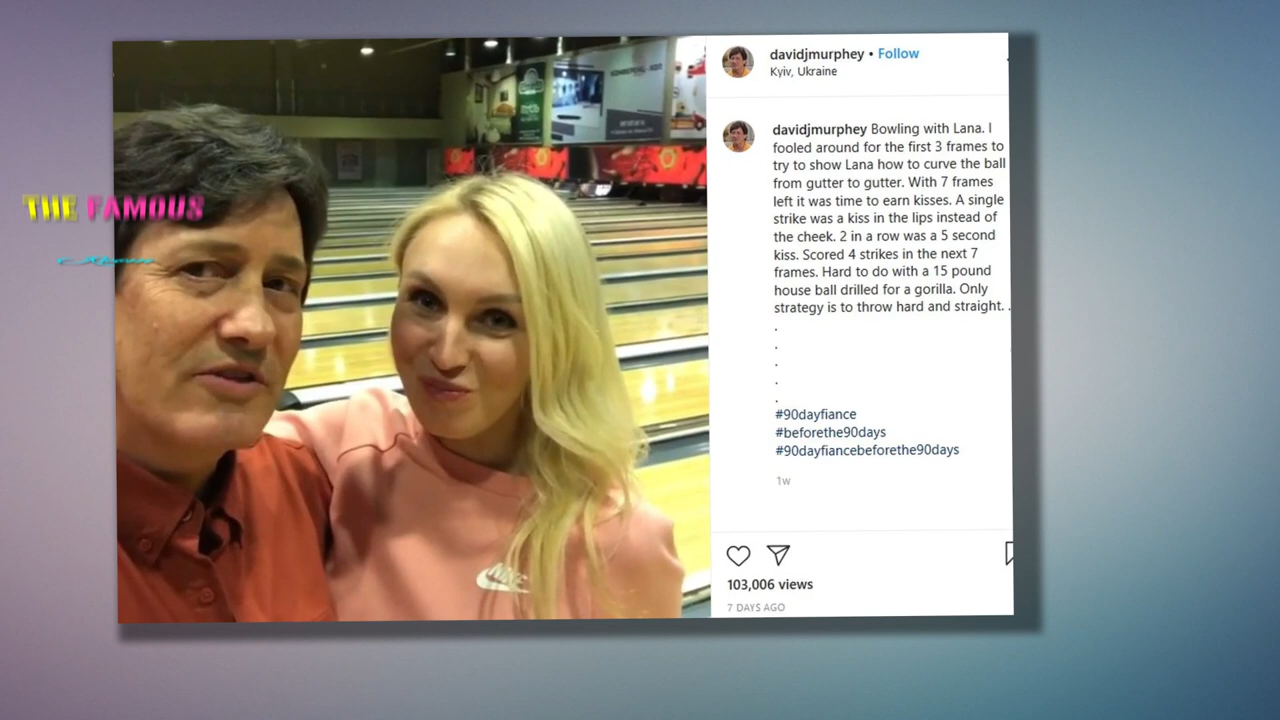 davidjmurphey • Follow
Kyiv, Ukraine
davidjmurphey Bowling with Lana. I
fooled around for the first 3 frames to
try to show Lana how to curve the ball
from gutter to gutter. With 7 frames
left it was time to earn kisses. A single
strike was a kiss in the lips instead of
the cheek. 2 in a row was a 5 second
kiss. Scored 4 strikes in the next 7
frames. Hard to do with a 15 pound
house ball drilled for a gorilla. Only
strategy is to throw hard and straight. .
.
.
.
.
.
#90dayfiance
#beforethe90days
#90dayfiancebeforethe90days
1w
103,006 views
7 DAYS AGO
THE FAMOUS
NIKE